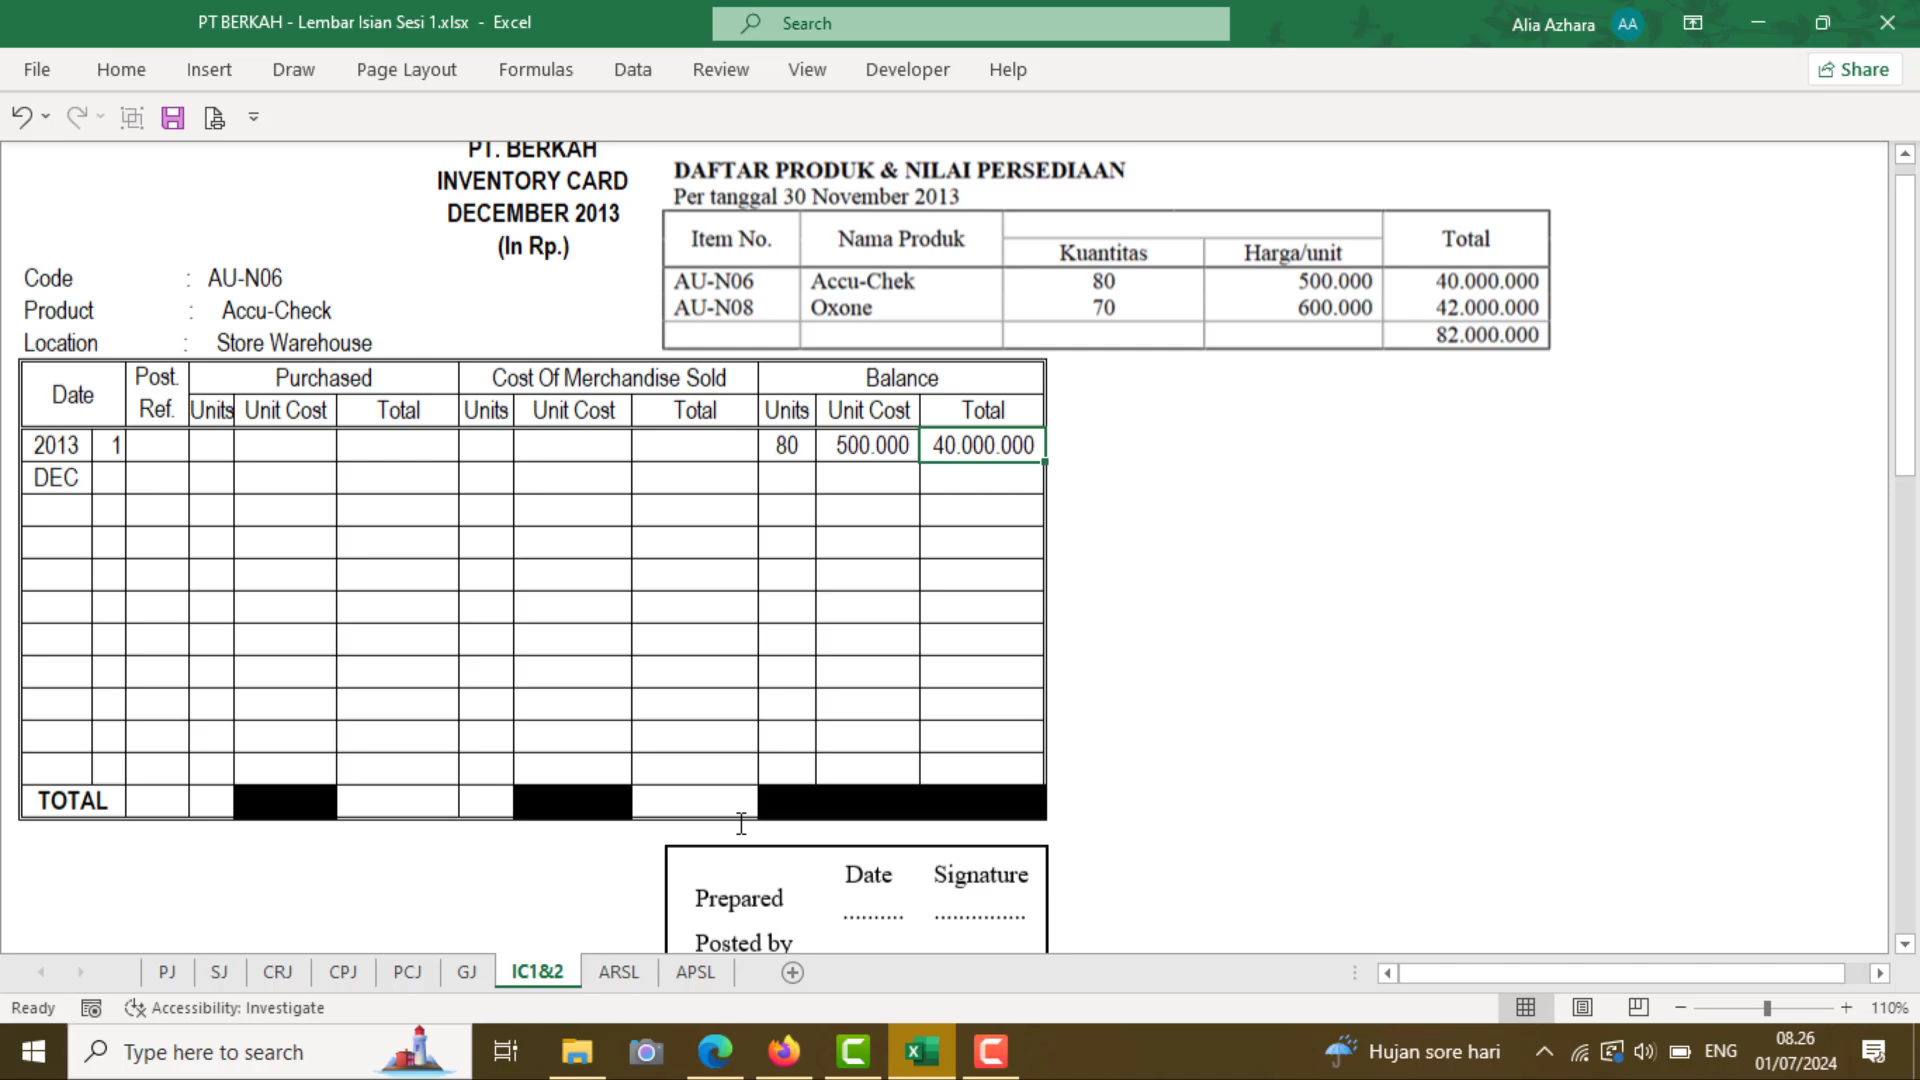 PT BERKAH - Lembar Isian Sesi 1.xlsx - Excel
Search
Alia Azhara AA
File Home Insert Draw Page Layout Formulas Data Review View Developer Help
Share
PT. BERKAH
INVENTORY CARD
DECEMBER 2013
(In Rp.)
DAFTAR PRODUK & NILAI PERSEDIAAN
Per tanggal 30 November 2013
Item No. Nama Produk Kuantitas Harga/unit Total
AU-N06 Accu-Chek 80 500.000 40.000.000
AU-N08 Oxone 70 600.000 42.000.000
82.000.000
Code : AU-N06
Product : Accu-Check
Location : Store Warehouse
Date Post. Ref. Purchased Cost Of Merchandise Sold Balance
Units Unit Cost Total Units Unit Cost Total Units Unit Cost Total
2013 1 80 500.000 40.000.000
DEC
TOTAL
Date Signature
Prepared .......... ...............
Posted by
PJ SJ CRJ CPJ PCJ GJ IC1&2 ARSL APSL
Ready Accessibility: Investigate 110%
Type here to search
Hujan sore hari
ENG
08.26
01/07/2024